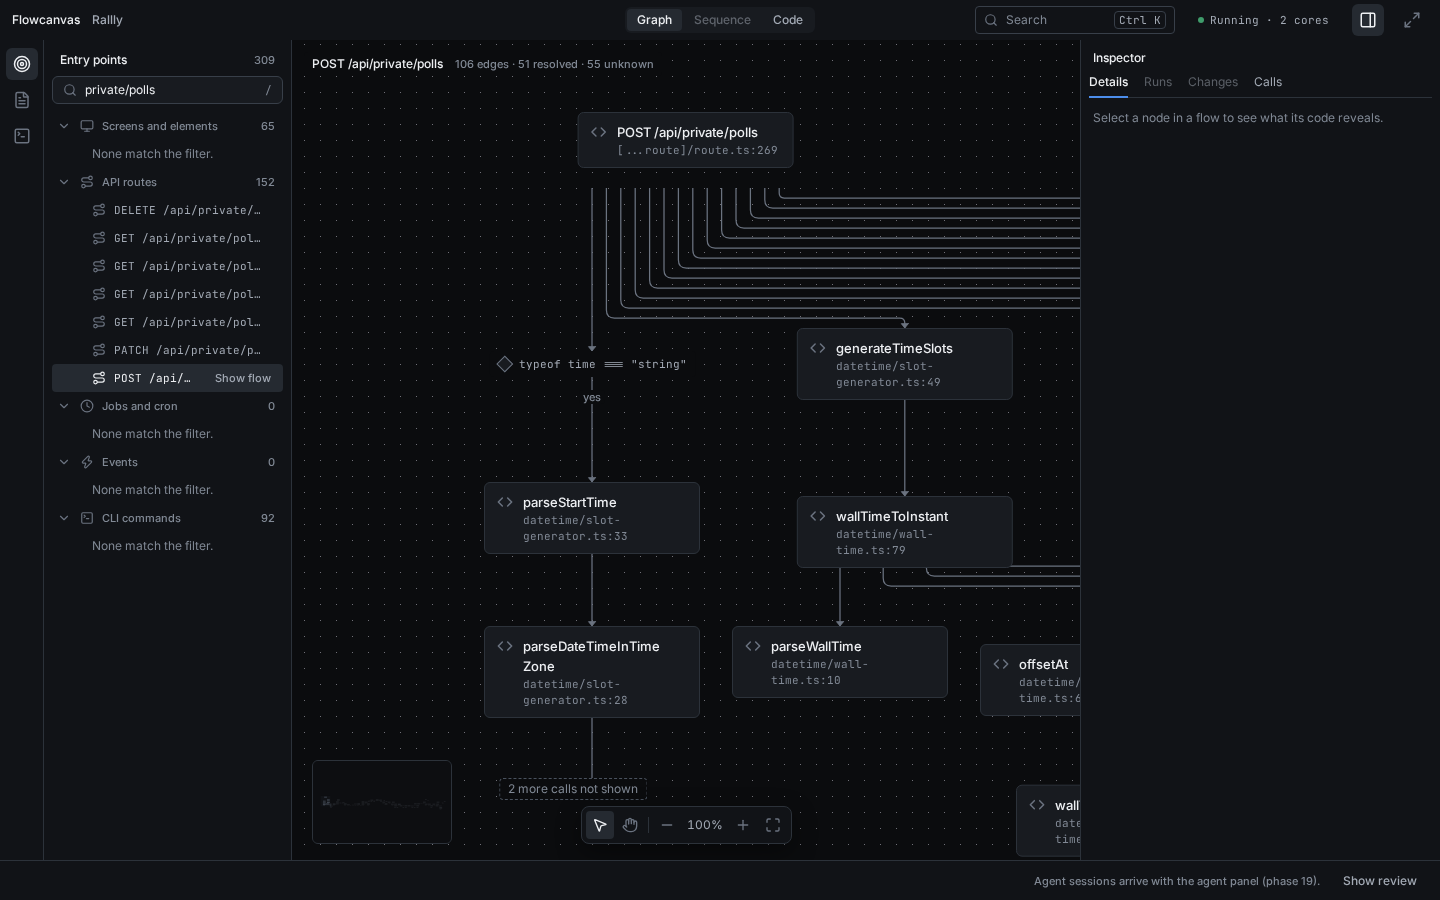 Flowcanvas Rallly
Graph Sequence Code
Search Ctrl K
Running · 2 cores
Entry points 309
private/polls /
Screens and elements 65
None match the filter.
API routes 152
DELETE /api/private/…
GET /api/private/pol…
GET /api/private/pol…
GET /api/private/pol…
GET /api/private/pol…
PATCH /api/private/p…
POST /api/… Show flow
Jobs and cron 0
None match the filter.
Events 0
None match the filter.
CLI commands 92
None match the filter.
POST /api/private/polls 106 edges · 51 resolved · 55 unknown
POST /api/private/polls
[...route]/route.ts:269
typeof time === "string"
yes
generateTimeSlots
datetime/slot-
generator.ts:49
parseStartTime
datetime/slot-
generator.ts:33
wallTimeToInstant
datetime/wall-
time.ts:79
parseDateTimeInTime
Zone
datetime/slot-
generator.ts:28
parseWallTime
datetime/wall-
time.ts:10
offsetAt
datetime/
time.ts:6
2 more calls not shown
wall
date
time
100%
Inspector
Details Runs Changes Calls
Select a node in a flow to see what its code reveals.
Agent sessions arrive with the agent panel (phase 19). Show review